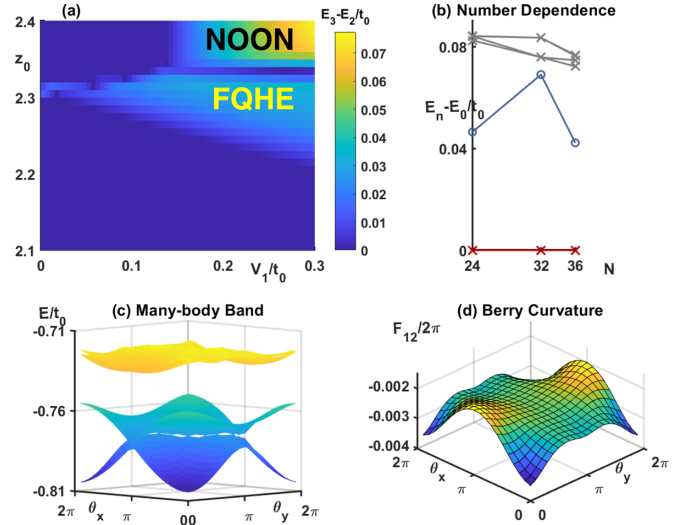 (a)
E₃−E₂/t₀
2.4
z₀
2.3
2.2
2.1
NOON
FQHE
0
0.1
V₁/t₀
0.2
0.3
0.07
0.06
0.05
0.04
0.03
0.02
0.01
0
(b) Number Dependence
0.08
Eₙ−E₀/t₀
0.04
0
24
32
36
N
(c) Many-body Band
E/t₀
-0.71
-0.76
-0.81
2π
θₓ
π
00
π
θᵧ
2π
(d) Berry Curvature
F₁₂/2π
-0.002
-0.003
-0.004
2π
θₓ
π
0
0
π
θᵧ
2π